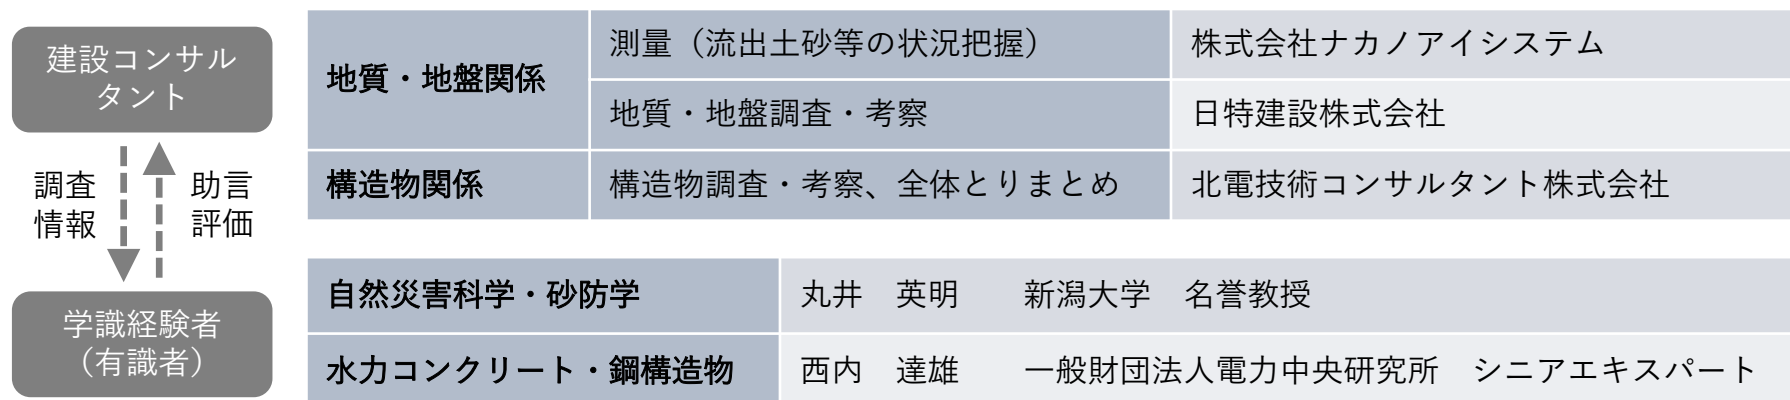 建設コンサル
タント
調査
情報
助言
評価
学識経験者
（有識者）
地質・地盤関係
測量（流出土砂等の状況把握）
株式会社ナカノアイシステム
地質・地盤調査・考察
日特建設株式会社
構造物関係
構造物調査・考察、全体とりまとめ
北電技術コンサルタント株式会社
自然災害科学・砂防学
丸井　英明　　新潟大学　名誉教授
水力コンクリート・鋼構造物
西内　達雄　　一般財団法人電力中央研究所　シニアエキスパート